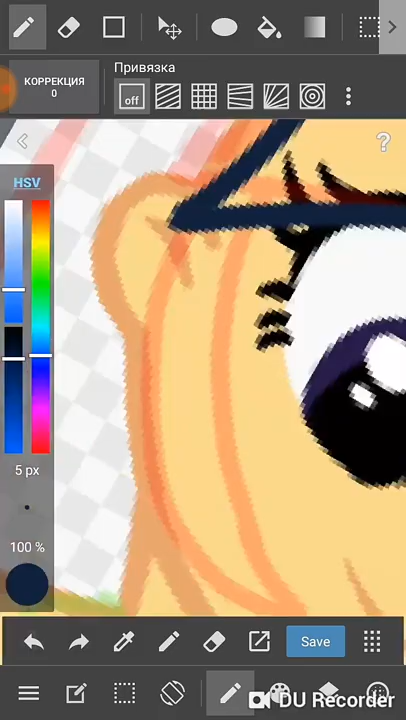 КОРРЕКЦИЯ
0
Привязка
off
?
HSV
5 px
100 %
Save
DU Recorder